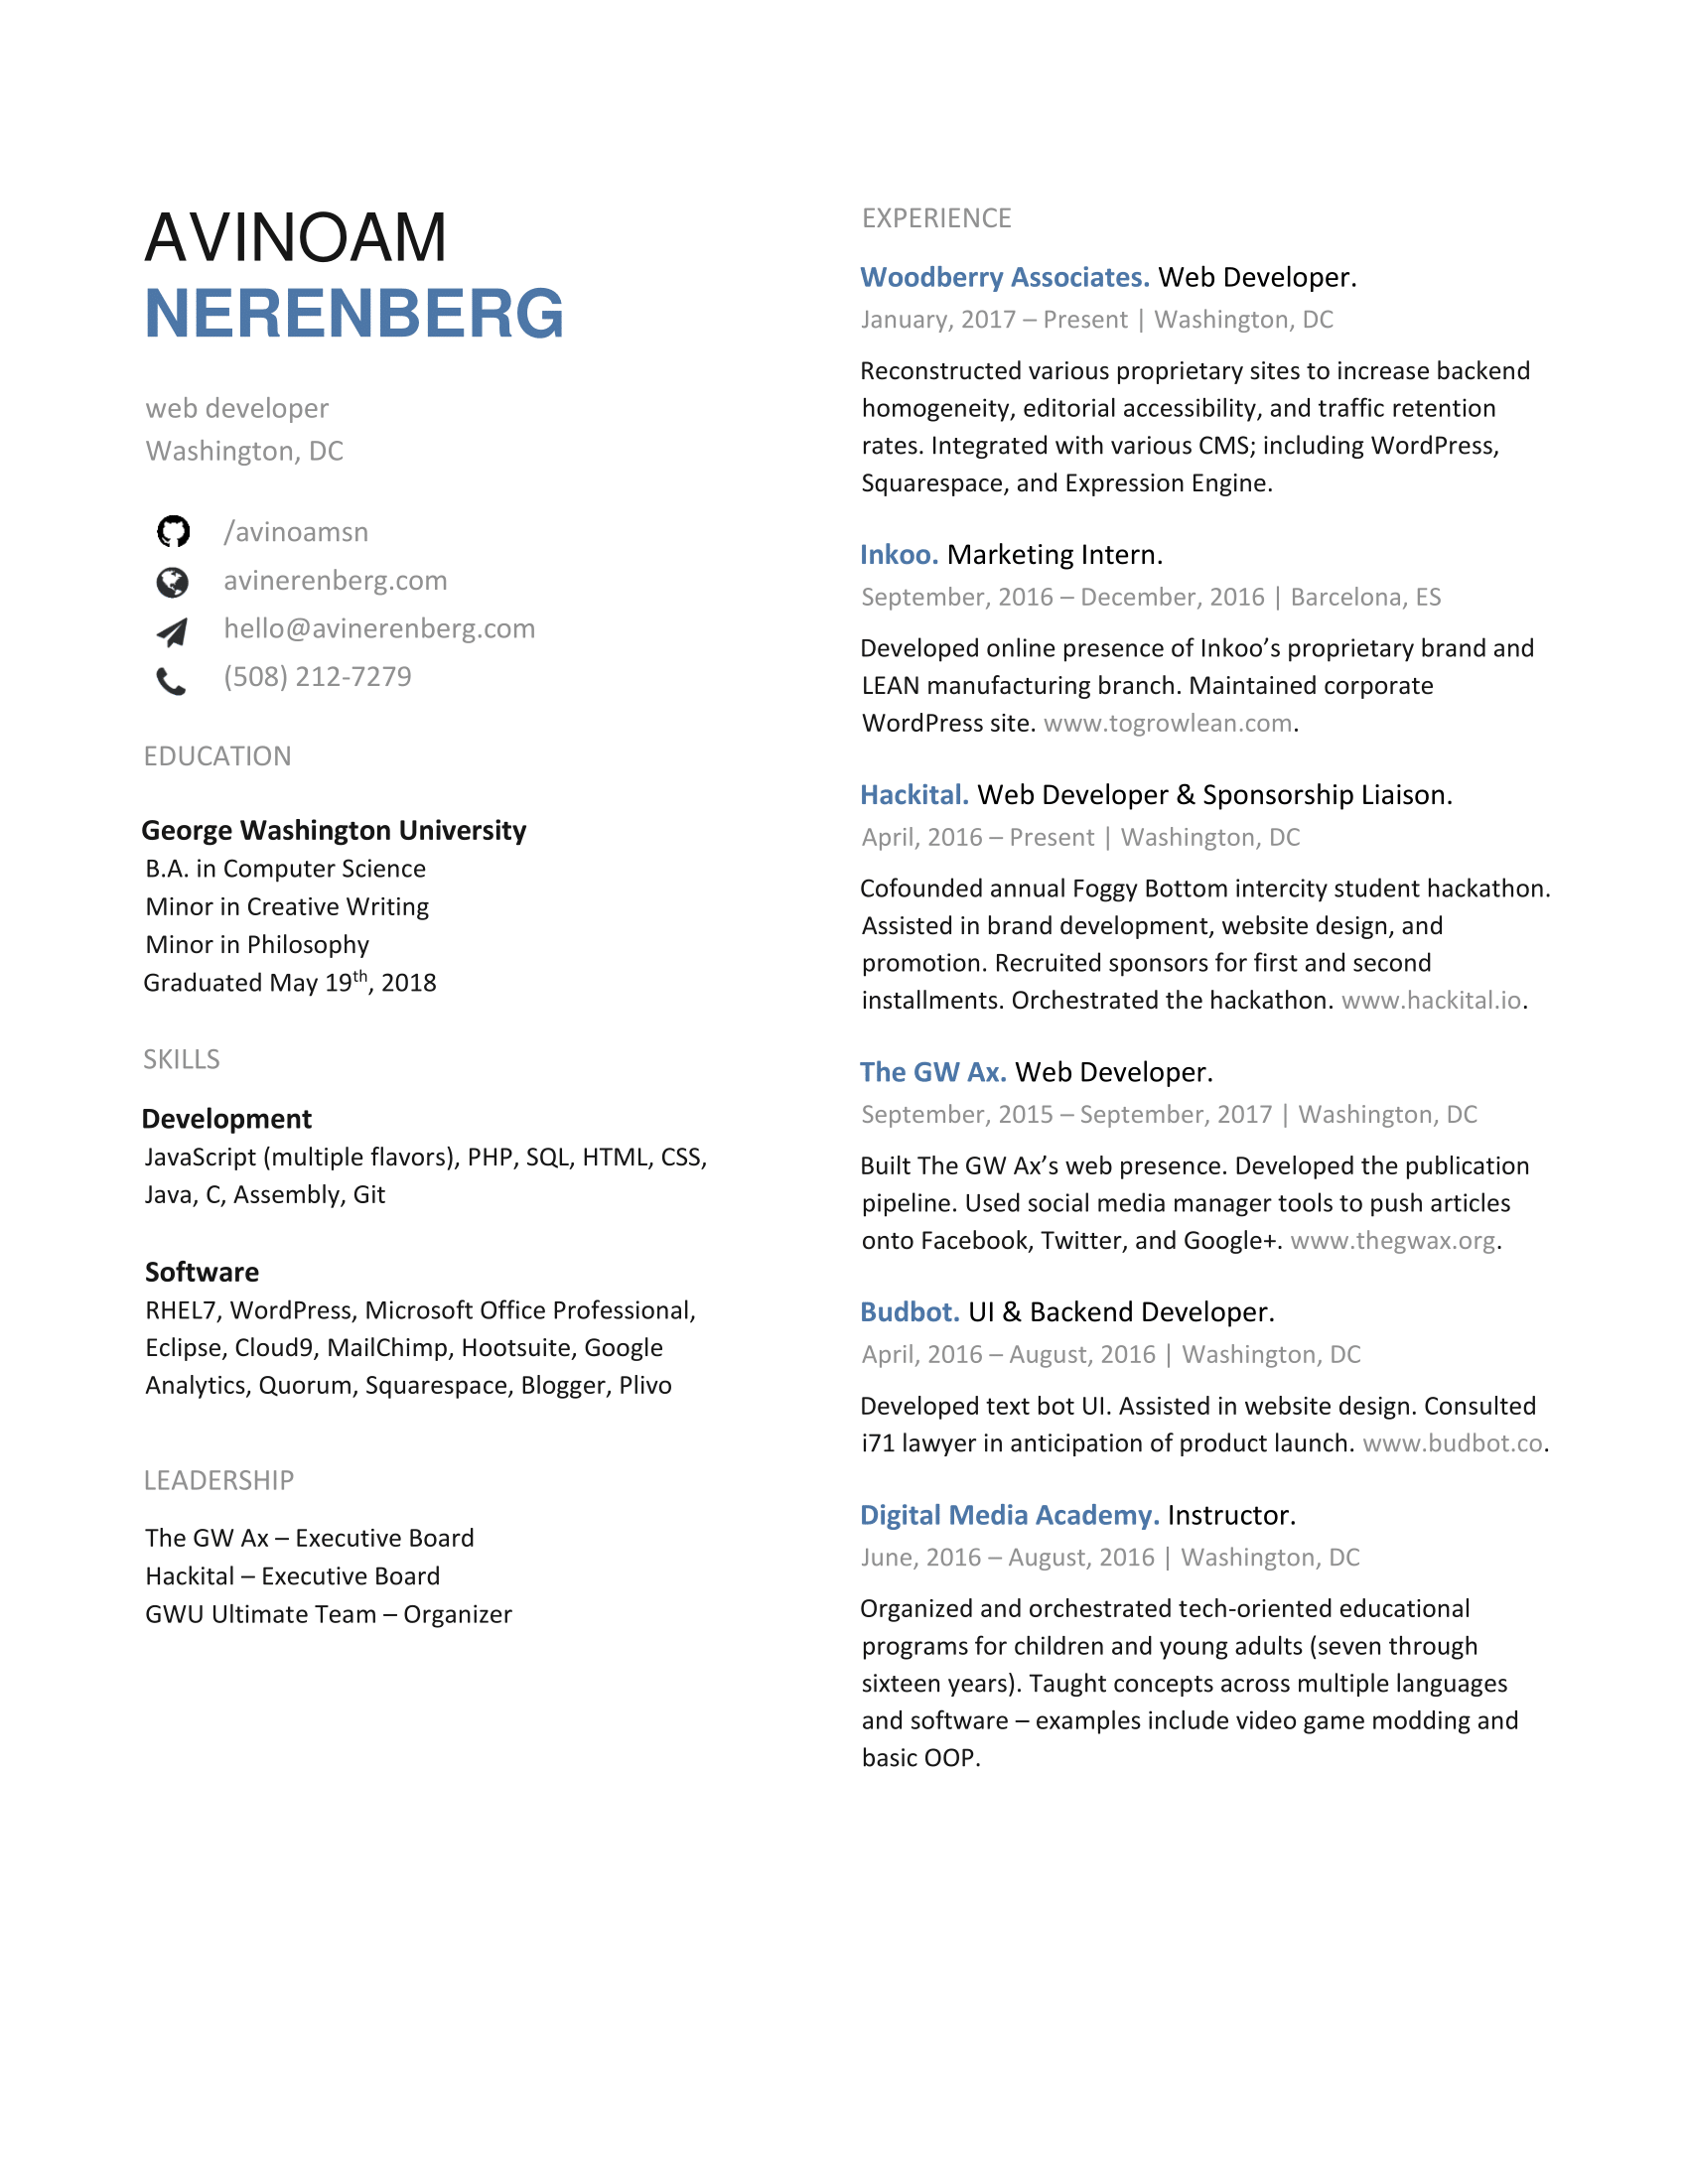 AVINOAM
NERENBERG
web developer
Washington, DC
/avinoamsn
avinerenberg.com
hello@avinerenberg.com
(508) 212-7279
EDUCATION
George Washington University
B.A. in Computer Science
Minor in Creative Writing
Minor in Philosophy
Graduated May 19th, 2018
SKILLS
Development
JavaScript (multiple flavors), PHP, SQL, HTML, CSS,
Java, C, Assembly, Git
Software
RHEL7, WordPress, Microsoft Office Professional,
Eclipse, Cloud9, MailChimp, Hootsuite, Google
Analytics, Quorum, Squarespace, Blogger, Plivo
LEADERSHIP
The GW Ax – Executive Board
Hackital – Executive Board
GWU Ultimate Team – Organizer
EXPERIENCE
Woodberry Associates. Web Developer.
January, 2017 – Present | Washington, DC
Reconstructed various proprietary sites to increase backend
homogeneity, editorial accessibility, and traffic retention
rates. Integrated with various CMS; including WordPress,
Squarespace, and Expression Engine.
Inkoo. Marketing Intern.
September, 2016 – December, 2016 | Barcelona, ES
Developed online presence of Inkoo’s proprietary brand and
LEAN manufacturing branch. Maintained corporate
WordPress site. www.togrowlean.com.
Hackital. Web Developer & Sponsorship Liaison.
April, 2016 – Present | Washington, DC
Cofounded annual Foggy Bottom intercity student hackathon.
Assisted in brand development, website design, and
promotion. Recruited sponsors for first and second
installments. Orchestrated the hackathon. www.hackital.io.
The GW Ax. Web Developer.
September, 2015 – September, 2017 | Washington, DC
Built The GW Ax’s web presence. Developed the publication
pipeline. Used social media manager tools to push articles
onto Facebook, Twitter, and Google+. www.thegwax.org.
Budbot. UI & Backend Developer.
April, 2016 – August, 2016 | Washington, DC
Developed text bot UI. Assisted in website design. Consulted
i71 lawyer in anticipation of product launch. www.budbot.co.
Digital Media Academy. Instructor.
June, 2016 – August, 2016 | Washington, DC
Organized and orchestrated tech-oriented educational
programs for children and young adults (seven through
sixteen years). Taught concepts across multiple languages
and software – examples include video game modding and
basic OOP.